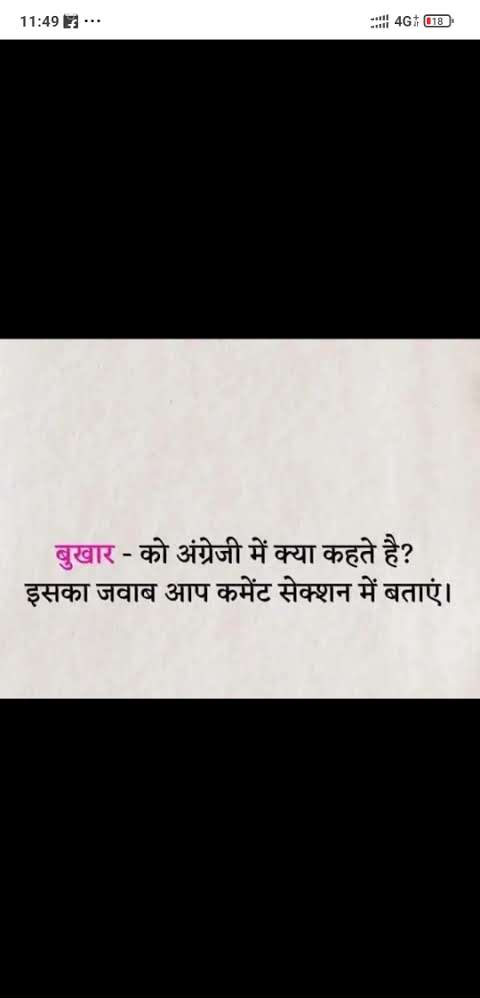 11:49 ...
4G+ 18
बुखार - को अंग्रेजी में क्या कहते है?
इसका जवाब आप कमेंट सेक्शन में बताएं।